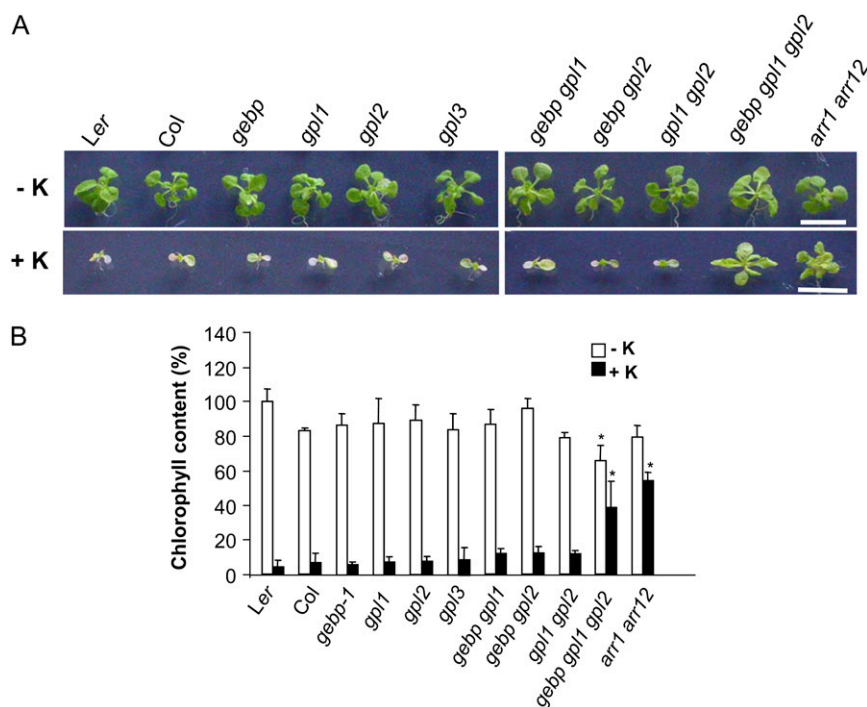 A
Ler Col gebp gpl1 gpl2 gpl3 gebp gpl1 gebp gpl2 gpl1 gpl2 gebp gpl1 gpl2 arr1 arr12
- K
+ K
B
Chlorophyll content (%)
140
120
100
80
60
40
20
0
- K
+ K
*
*
*
Ler Col gebp-1 gpl1 gpl2 gpl3 gebp gpl1 gebp gpl2 gpl1 gpl2 gebp gpl1 gpl2 arr1 arr12